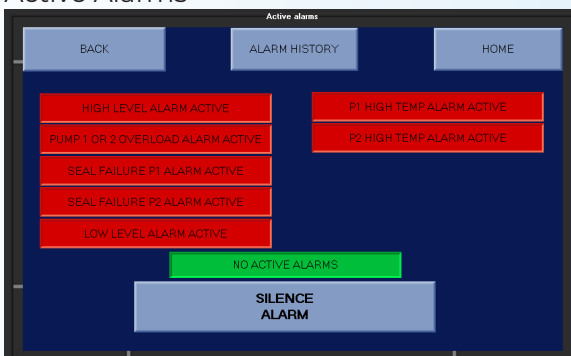 Active Alarms
Active alarms
BACK
ALARM HISTORY
HOME
HIGH LEVEL ALARM ACTIVE
P1 HIGH TEMP ALARM ACTIVE
PUMP 1 OR 2 OVERLOAD ALARM ACTIVE
P2 HIGH TEMP ALARM ACTIVE
SEAL FAILURE P1 ALARM ACTIVE
SEAL FAILURE P2 ALARM ACTIVE
LOW LEVEL ALARM ACTIVE
NO ACTIVE ALARMS
SILENCE
ALARM